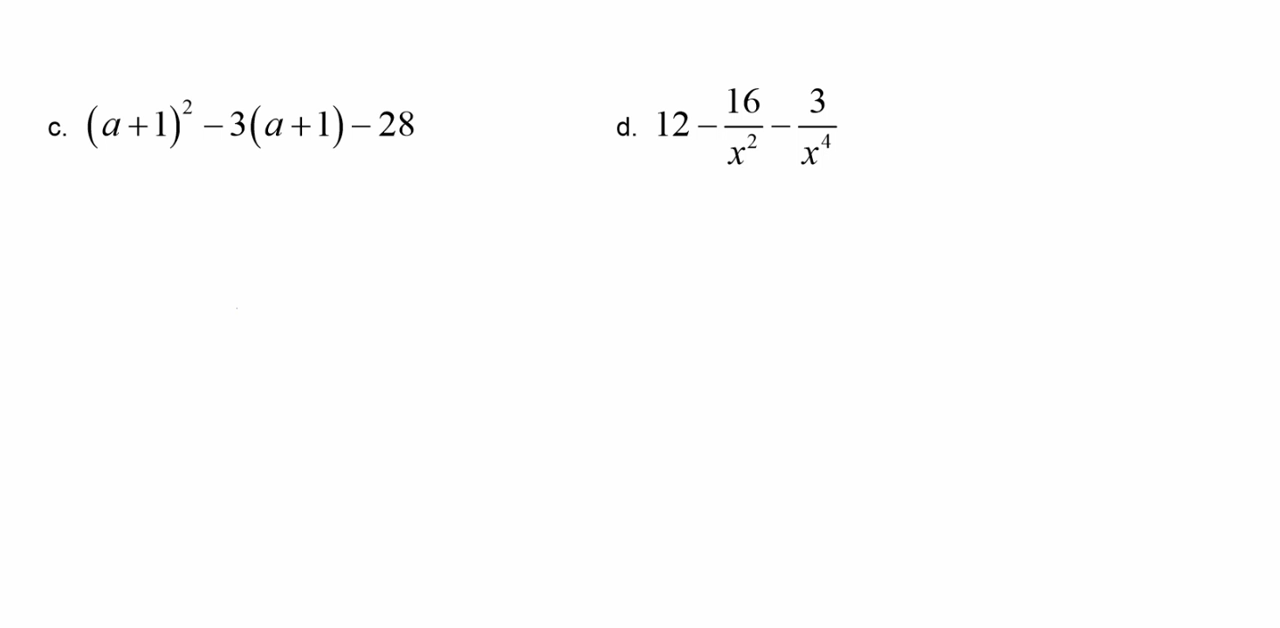 c. (a+1)² − 3(a+1) − 28
d. 12 − 16/x² − 3/x⁴